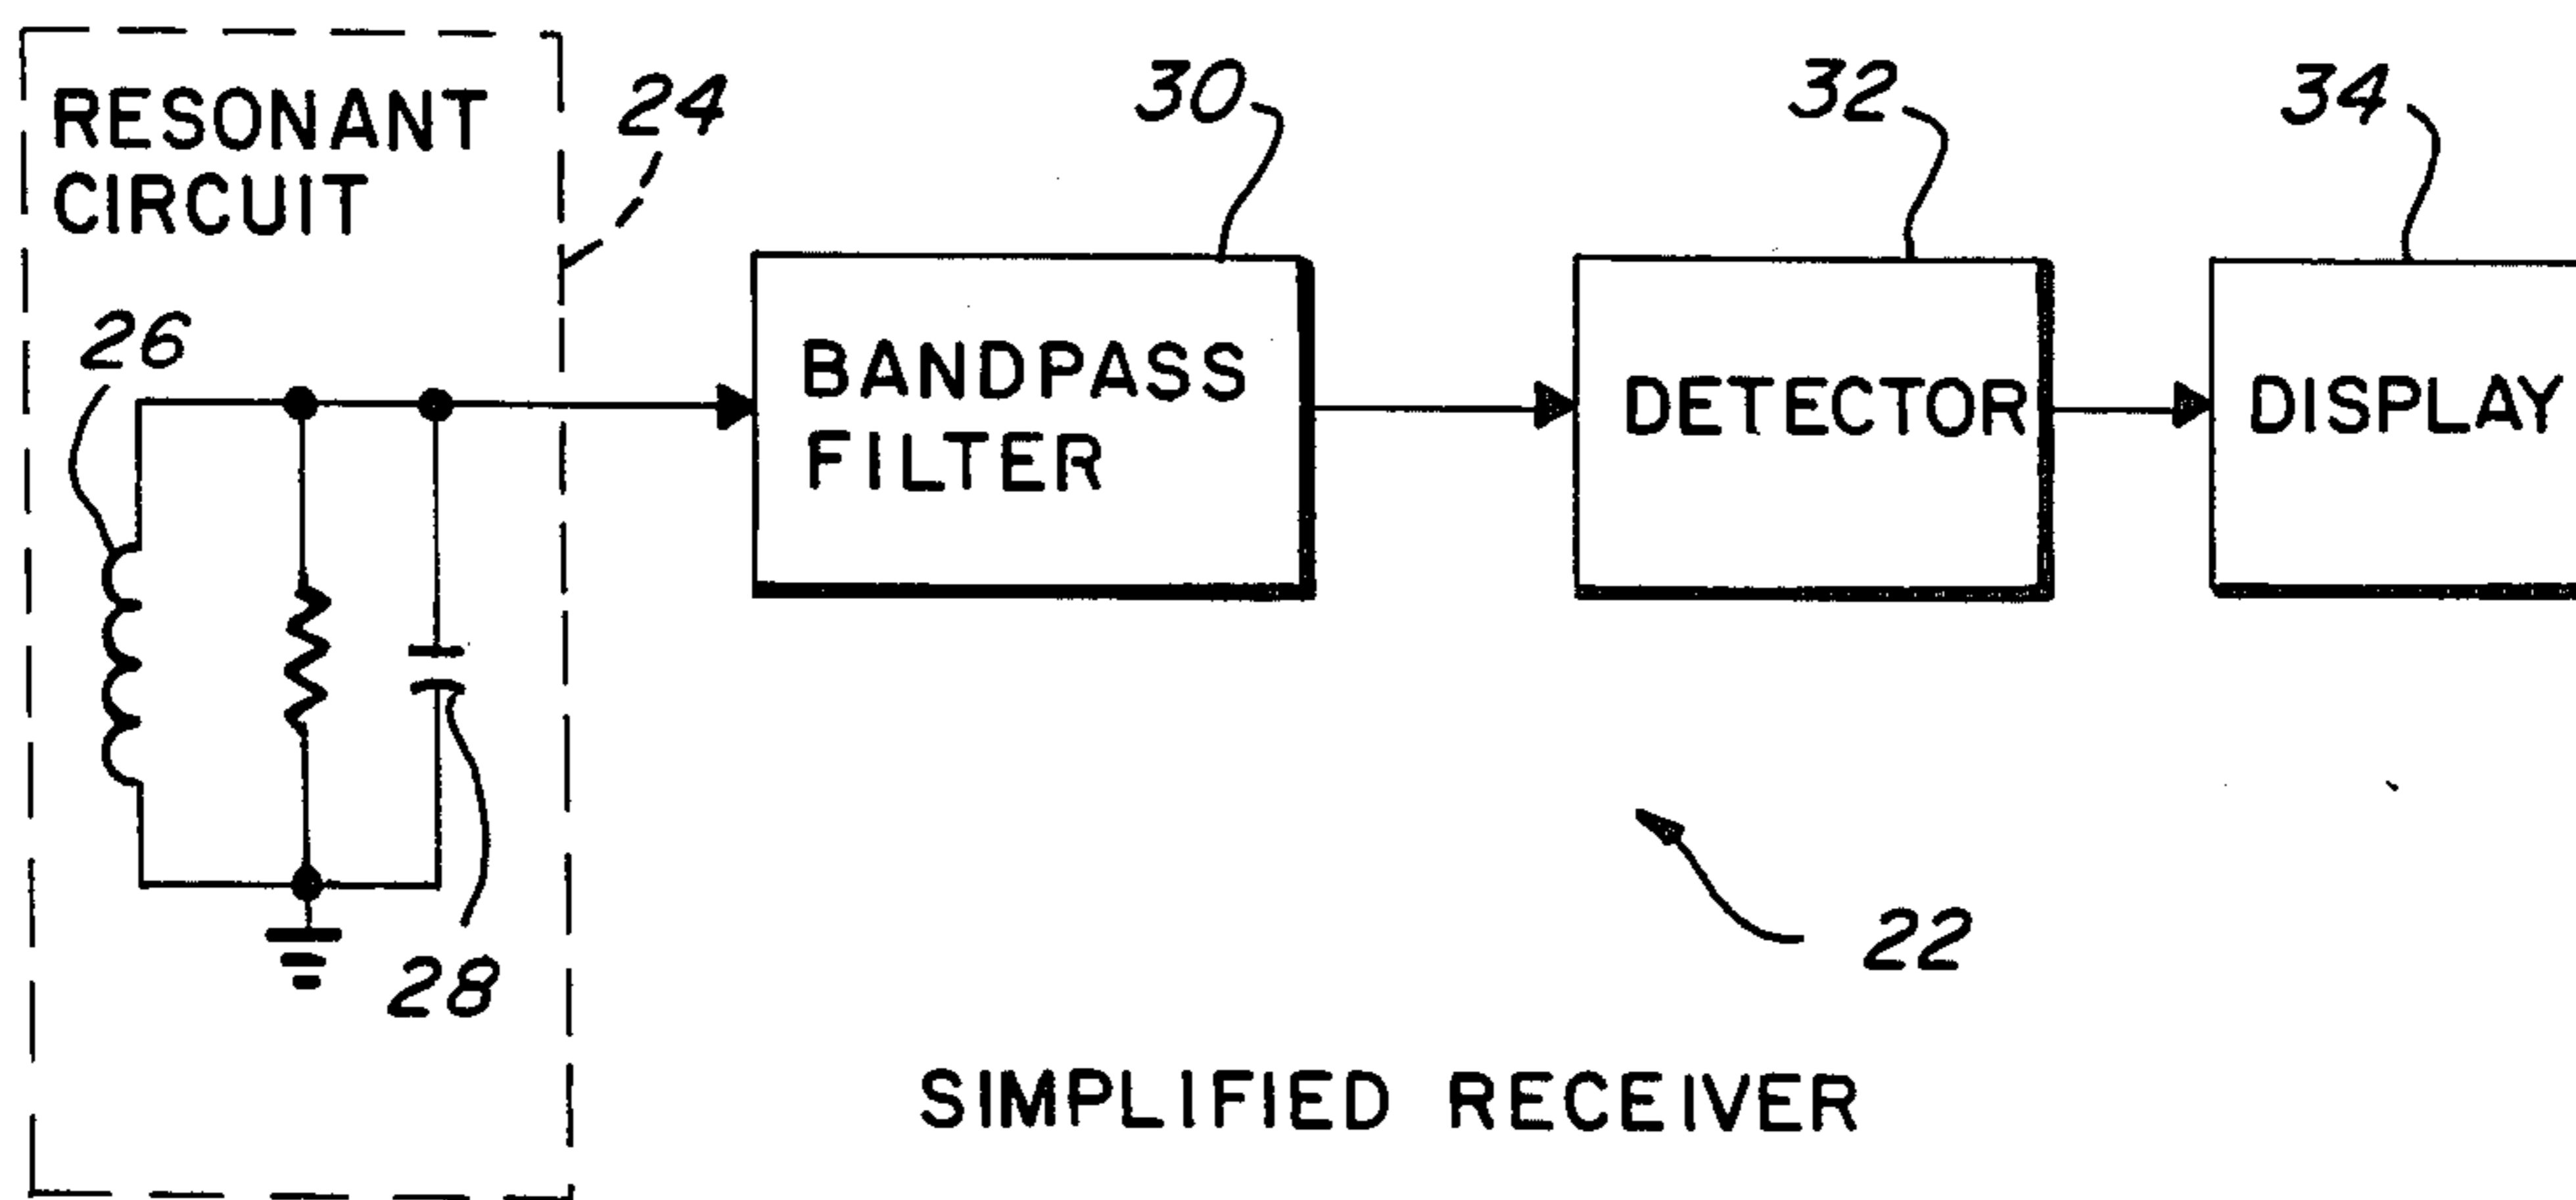 RESONANT
CIRCUIT
24
26
28
30
BANDPASS
FILTER
32
DETECTOR
34
DISPLAY
22
SIMPLIFIED RECEIVER